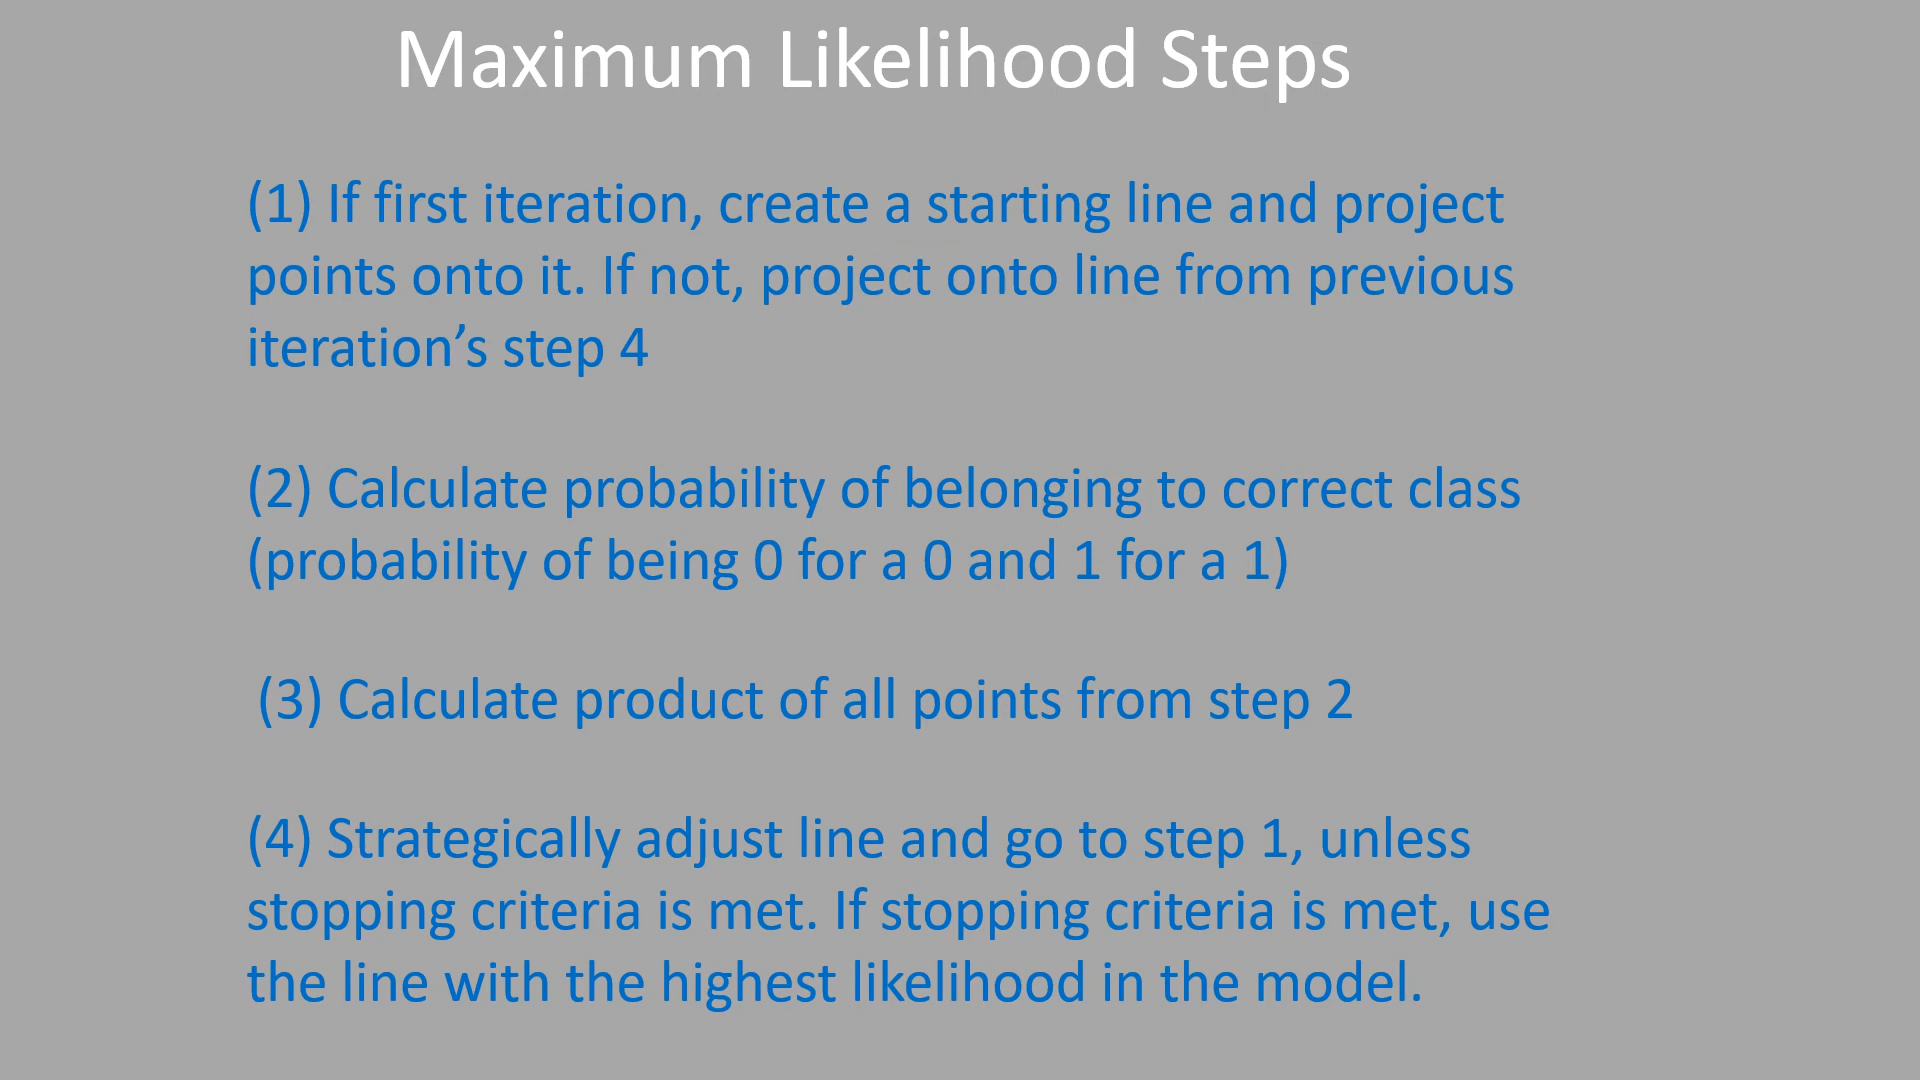 Maximum Likelihood Steps
(1) If first iteration, create a starting line and project
points onto it. If not, project onto line from previous
iteration’s step 4
(2) Calculate probability of belonging to correct class
(probability of being 0 for a 0 and 1 for a 1)
(3) Calculate product of all points from step 2
(4) Strategically adjust line and go to step 1, unless
stopping criteria is met. If stopping criteria is met, use
the line with the highest likelihood in the model.